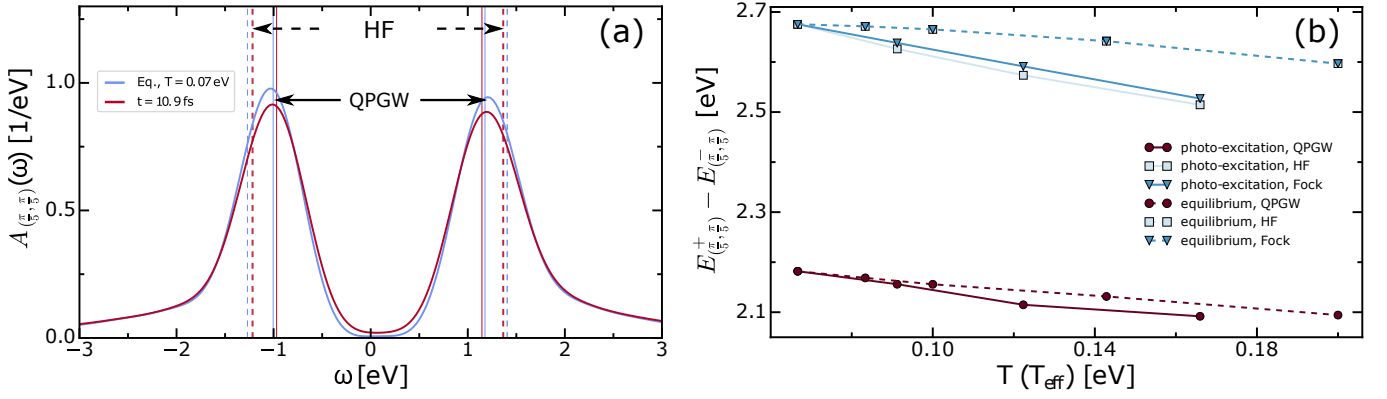 (a)
HF
Eq., T = 0.07 eV
t = 10.9 fs
QPGW
1.0
0.5
0.0
A_(π/5, π/5)(ω) [1/eV]
−3 −2 −1 0 1 2 3
ω [eV]
(b)
2.7
2.5
2.3
2.1
E^+_(π/5, π/5) − E^−_(π/5, π/5) [eV]
photo-excitation, QPGW
photo-excitation, HF
photo-excitation, Fock
equilibrium, QPGW
equilibrium, HF
equilibrium, Fock
0.10 0.14 0.18
T (T_eff) [eV]